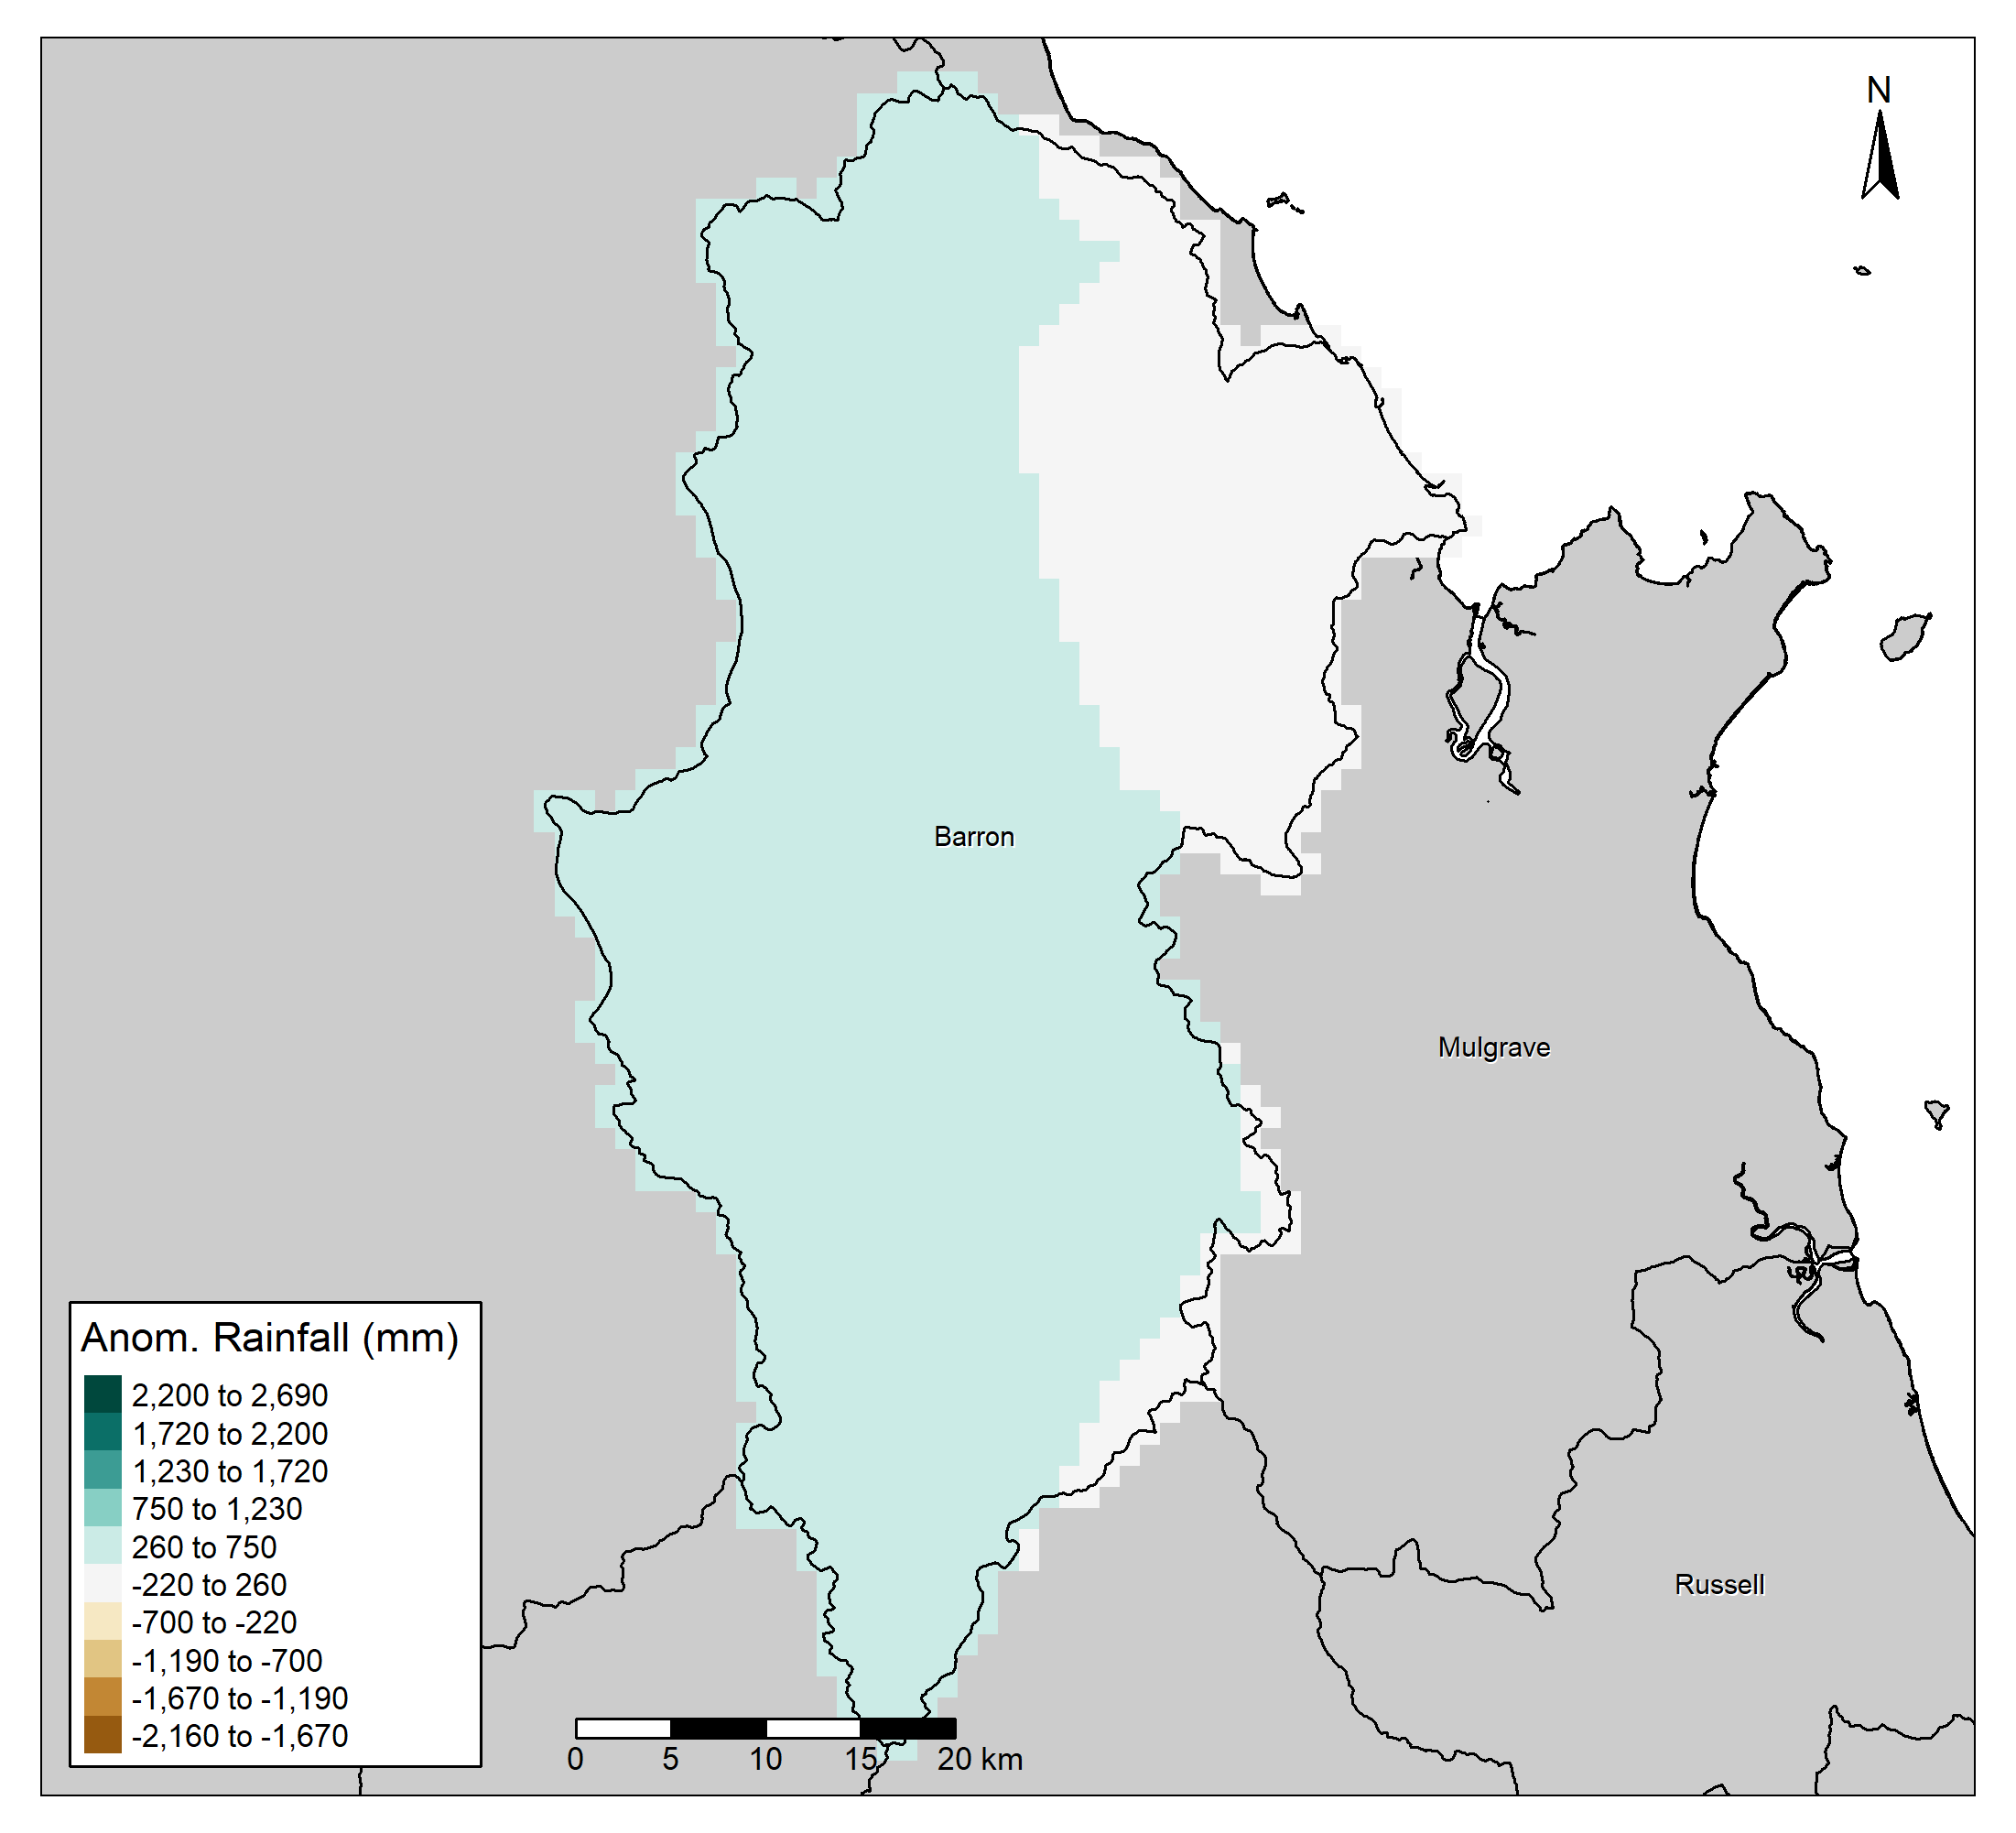 N
Barron
Mulgrave
Russell
Anom. Rainfall (mm)
2,200 to 2,690
1,720 to 2,200
1,230 to 1,720
750 to 1,230
260 to 750
-220 to 260
-700 to -220
-1,190 to -700
-1,670 to -1,190
-2,160 to -1,670
0 5 10 15 20 km